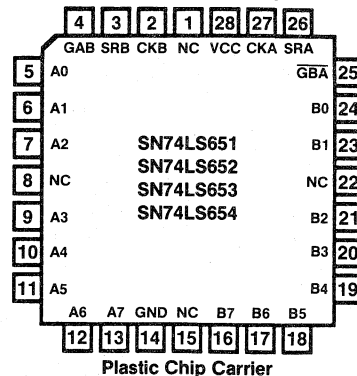 4 3 2 1 28 27 26
GAB SRB CKB NC VCC CKA SRA
5 A0 GBA 25
6 A1 B0 24
7 A2 SN74LS651 B1 23
SN74LS652
8 NC SN74LS653 NC 22
9 A3 SN74LS654 B2 21
10 A4 B3 20
11 A5 B4 19
A6 A7 GND NC B7 B6 B5
12 13 14 15 16 17 18
Plastic Chip Carrier